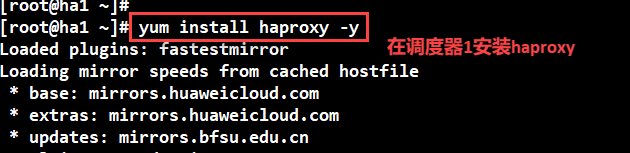 [root@ha1 ~]#
[root@ha1 ~]# yum install haproxy -y
Loaded plugins: fastestmirror
在调度器1安装haproxy
Loading mirror speeds from cached hostfile
* base: mirrors.huaweicloud.com
* extras: mirrors.huaweicloud.com
* updates: mirrors.bfsu.edu.cn